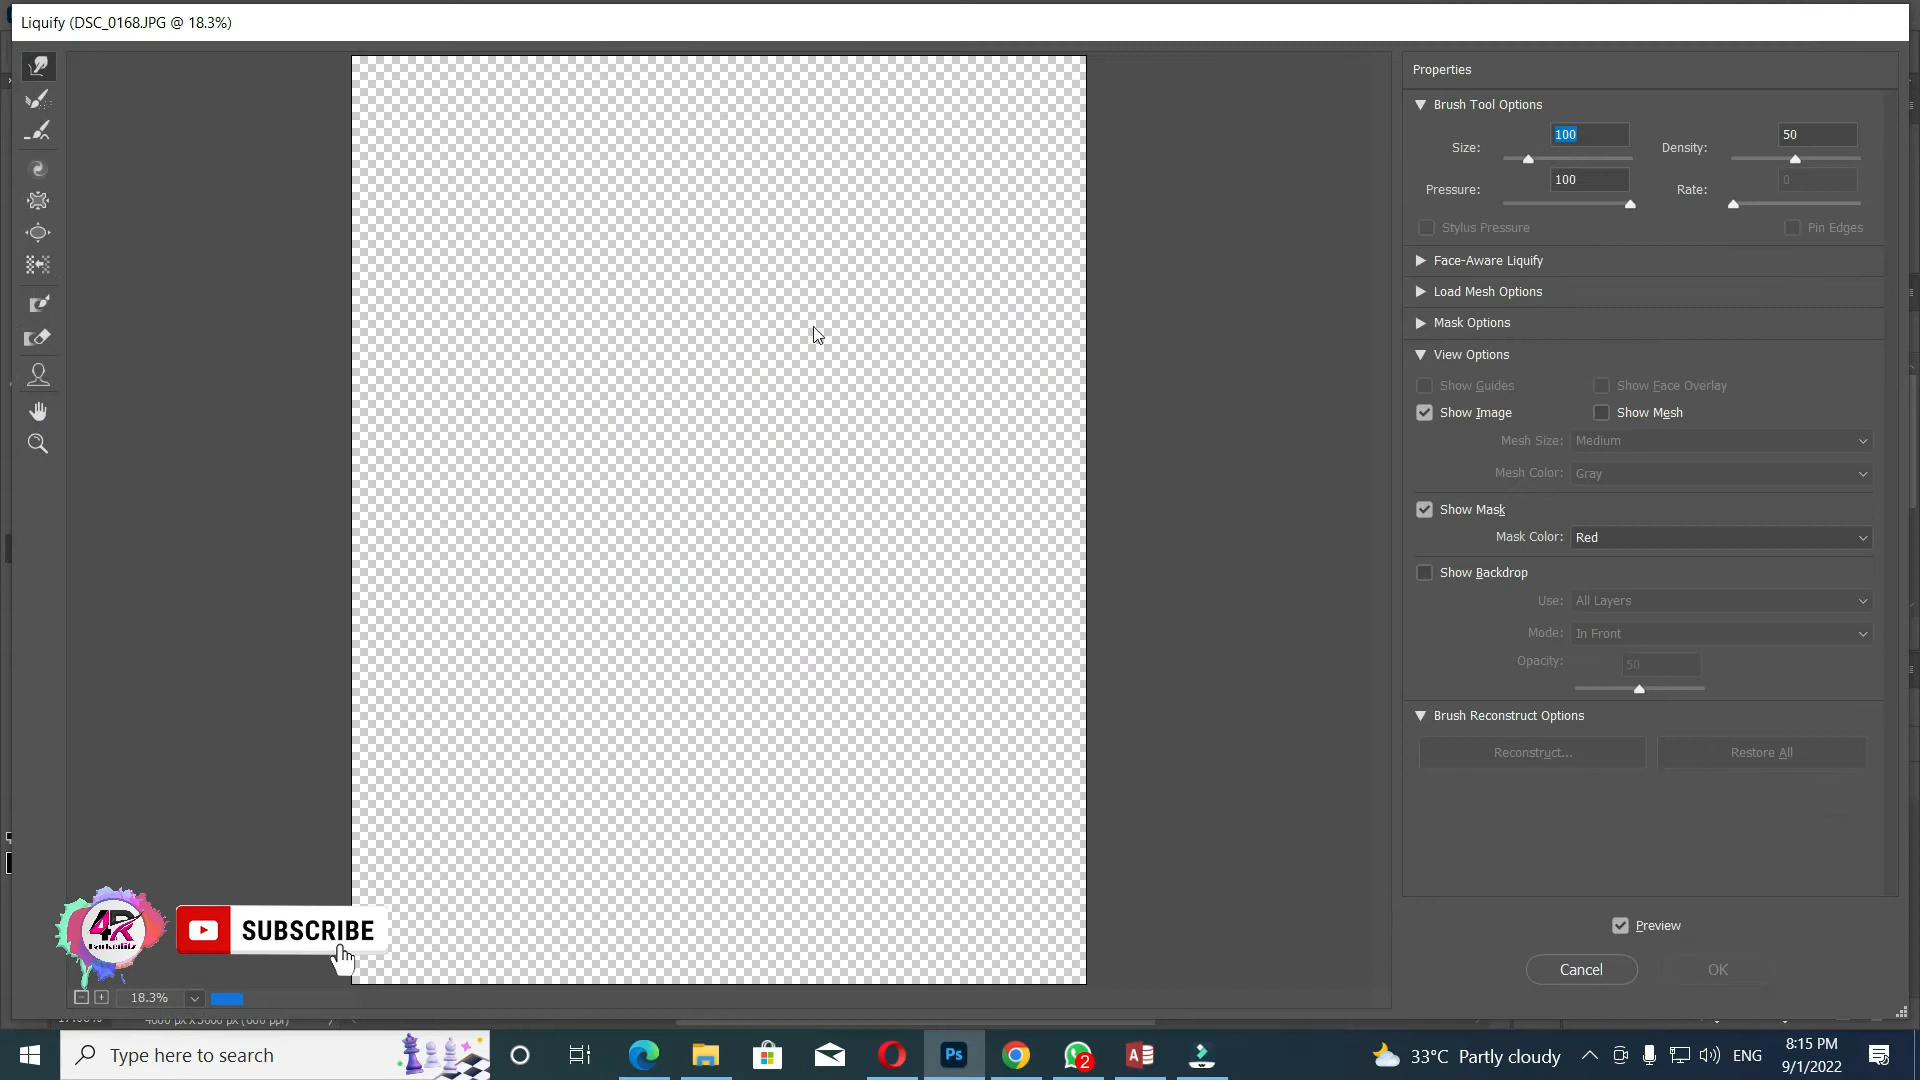 Liquify (DSC_0168.JPG @ 18.3%)
Properties
Brush Tool Options
Size: 100
Density: 50
Pressure: 100
Rate: 0
Stylus Pressure
Pin Edges
Face-Aware Liquify
Load Mesh Options
Mask Options
View Options
Show Guides
Show Face Overlay
Show Image
Show Mesh
Mesh Size: Medium
Mesh Color: Gray
Show Mask
Mask Color: Red
Show Backdrop
Use: All Layers
Mode: In Front
Opacity: 50
Brush Reconstruct Options
Reconstruct...
Restore All
Preview
Cancel
OK
4R
SUBSCRIBE
18.3%
Type here to search
Ps
2
33°C Partly cloudy
ENG
8:15 PM
9/1/2022